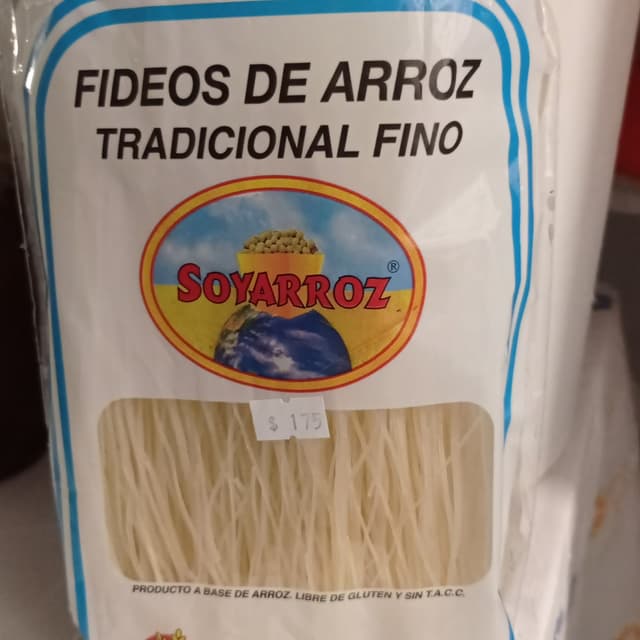 FIDEOS DE ARROZ
TRADICIONAL FINO
SOYARROZ®
$ 175
PRODUCTO A BASE DE ARROZ. LIBRE DE GLUTEN Y SIN T.A.C.C.